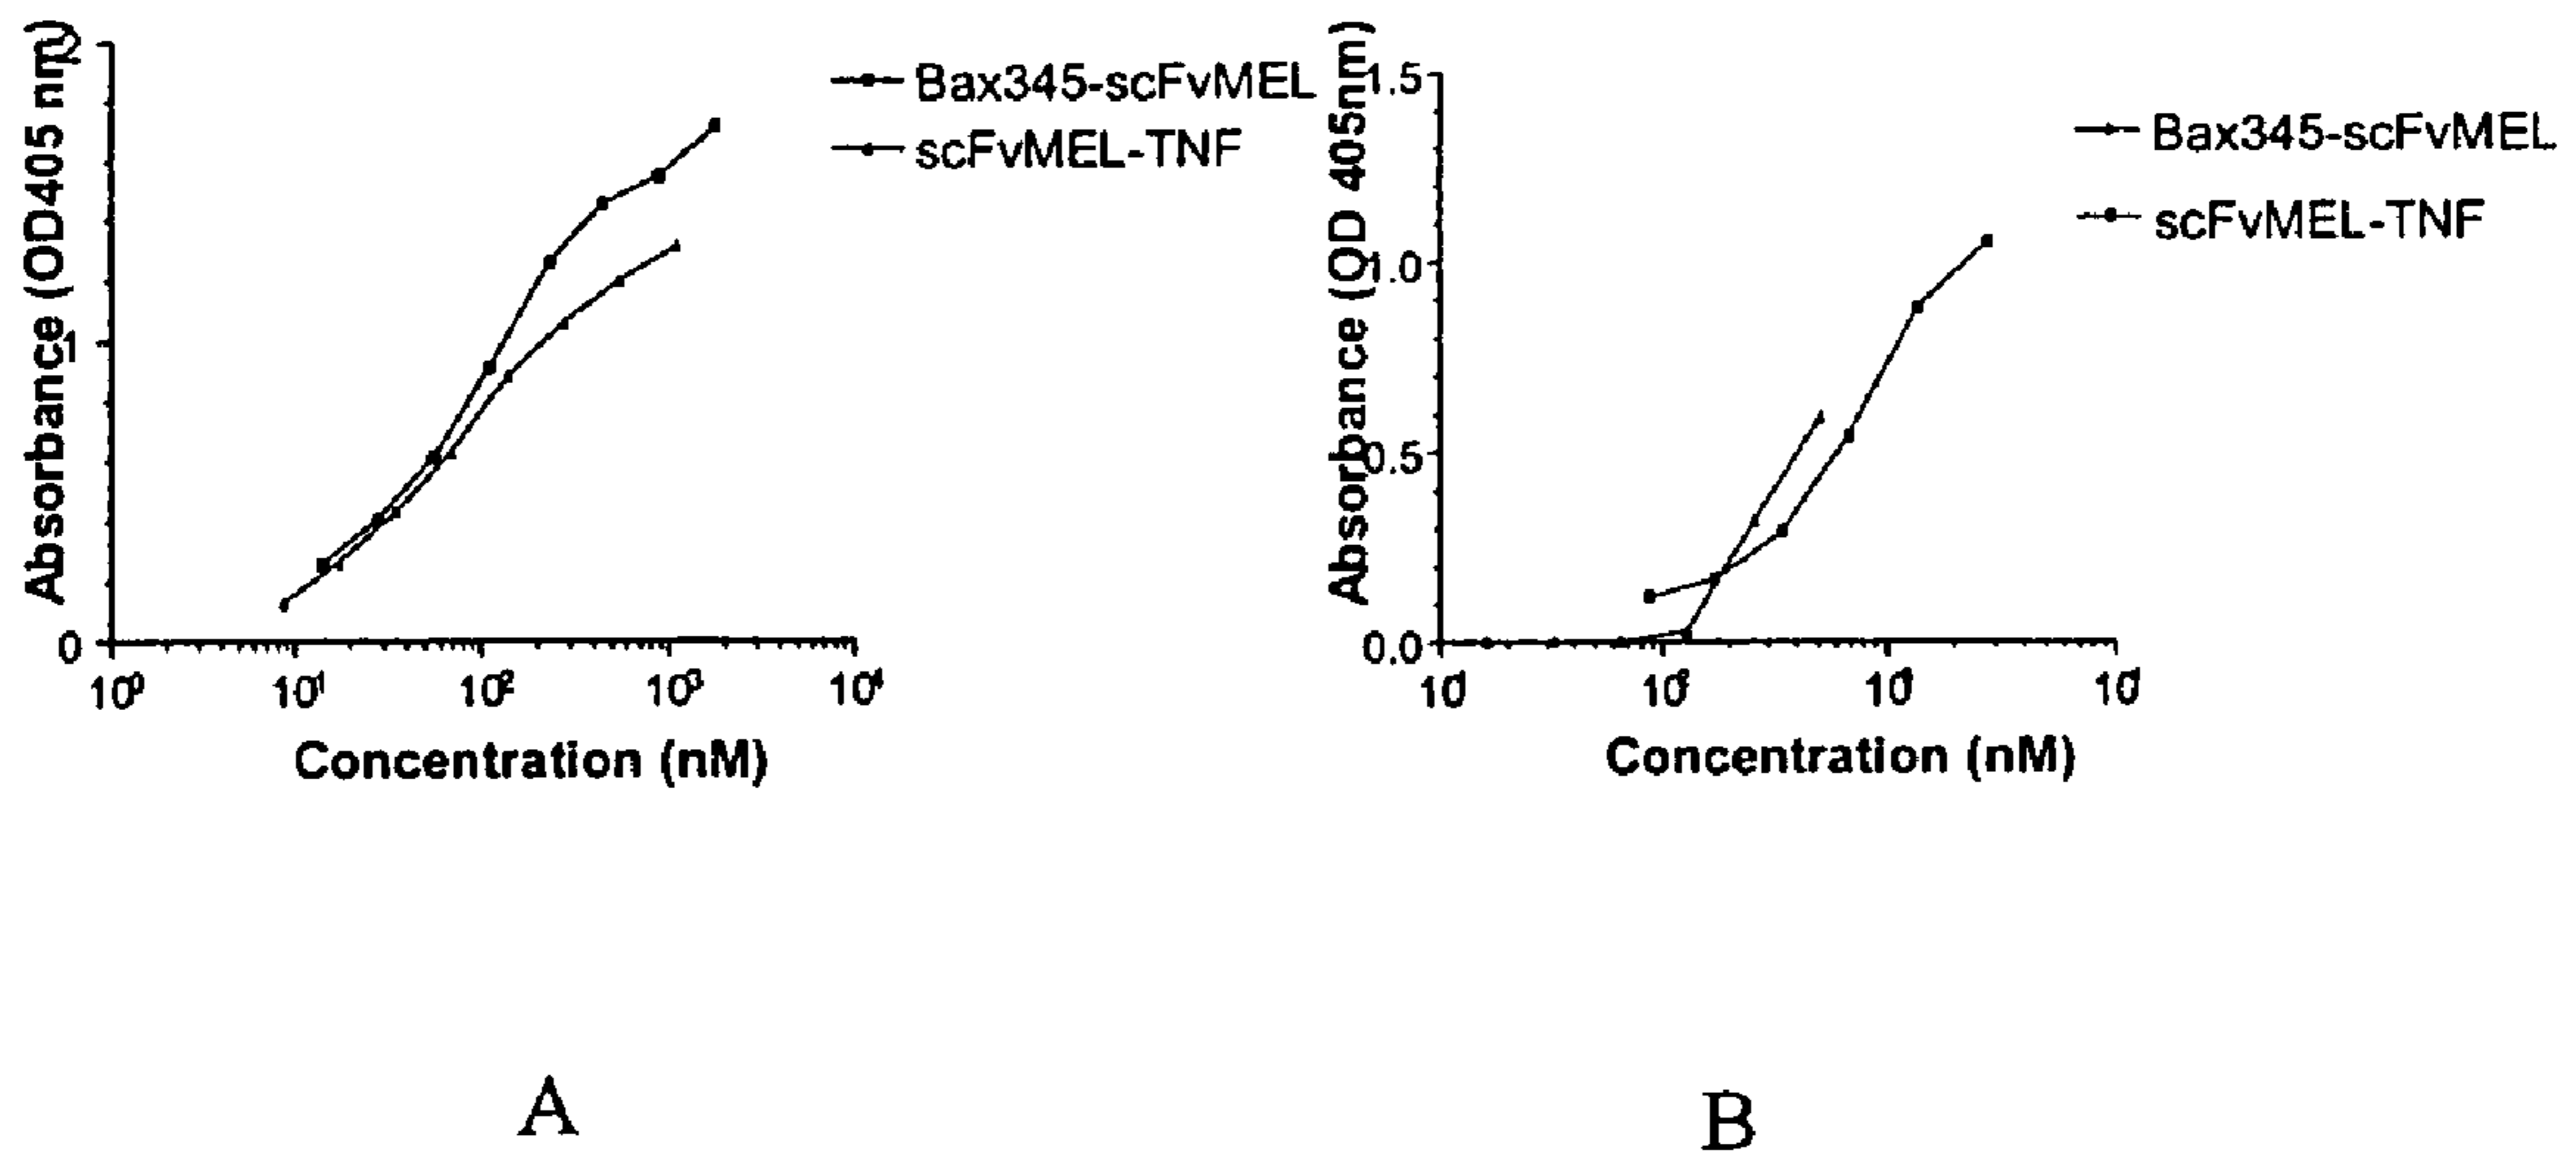 Absorbance (OD405 nm)
2
1
0
10⁰ 10¹ 10² 10³ 10⁴
Concentration (nM)
Bax345-scFvMEL
scFvMEL-TNF
A
Absorbance (OD 405nm)
1.5
1.0
0.5
0.0
Concentration (nM)
Bax345-scFvMEL
scFvMEL-TNF
B